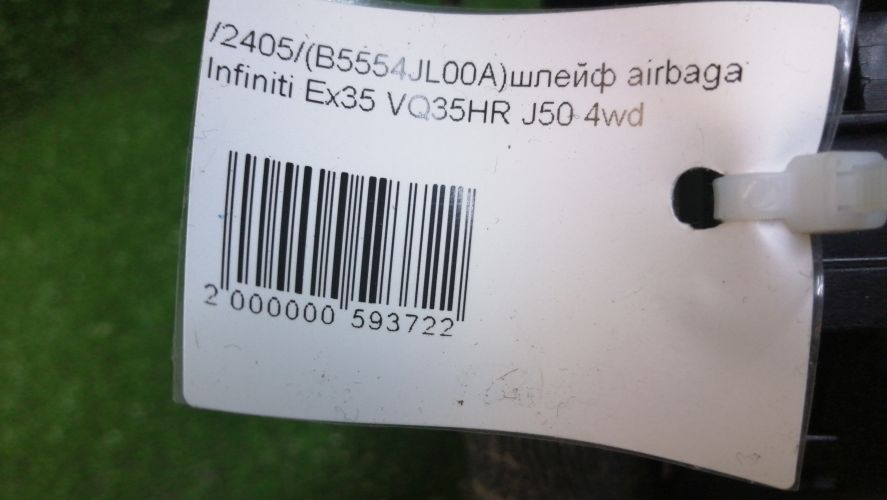 /2405/(B5554JL00A)шлейф airbaga
Infiniti Ex35 VQ35HR J50 4wd
2 000000 593722